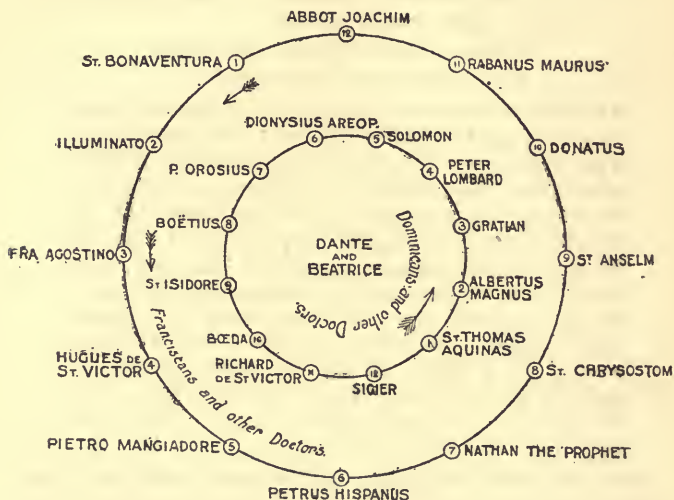 ABBOT JOACHIM
12
ST. BONAVENTURA
1
11
RABANUS MAURUS
DIONYSIUS AREOP.
6
5
SOLOMON
ILLUMINATO
2
10
DONATUS
P. OROSIUS
7
4
PETER
LOMBARD
BOËTIUS
8
3
GRATIAN
FRA AGOSTINO
3
DANTE
AND
BEATRICE
Dominicans and other Doctors.
9
ST. ANSELM
ST ISIDORE
9
2
ALBERTUS
MAGNUS
Franciscans and other Doctors.
BŒDA
10
1
ST. THOMAS
AQUINAS
HUGUES DE
ST. VICTOR
4
RICHARD
DE ST VICTOR
11
12
SIGIER
8
ST. CHRYSOSTOM
PIETRO MANGIADORE
5
7
NATHAN THE PROPHET
6
PETRUS HISPANUS